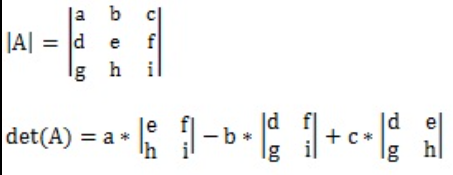 |A| = |a b c|
|d e f|
|g h i|
det(A) = a * |e f| − b * |d f| + c * |d e|
|h i| |g i| |g h|